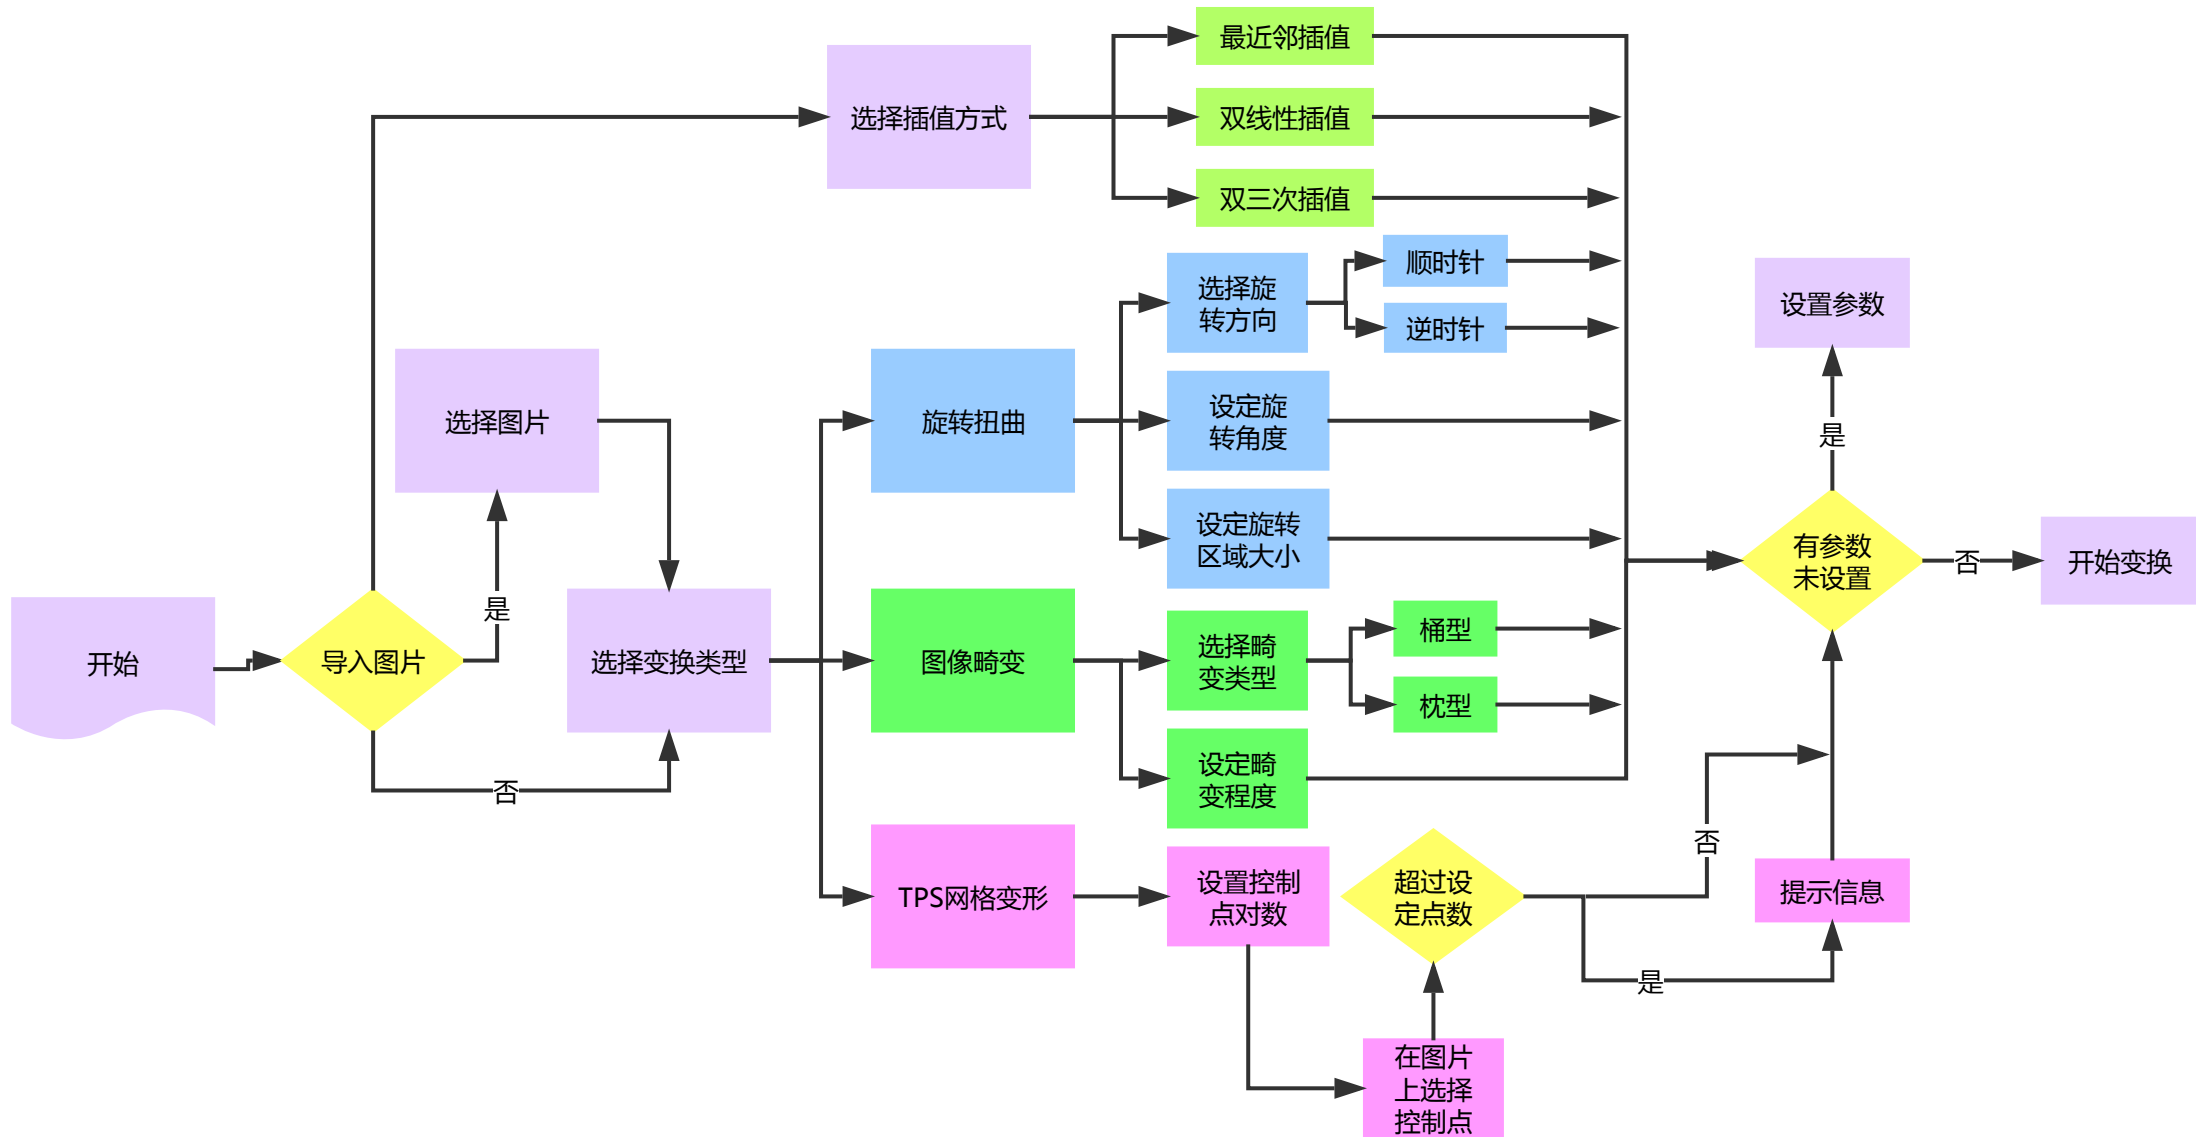 最近邻插值
选择插值方式
双线性插值
双三次插值
选择旋
转方向
顺时针
逆时针
设置参数
选择图片
旋转扭曲
设定旋
转角度
是
设定旋转
区域大小
有参数
未设置
否
开始变换
是
开始
导入图片
选择变换类型
图像畸变
选择畸
变类型
桶型
枕型
否
设定畸
变程度
否
TPS网格变形
设置控制
点对数
超过设
定点数
提示信息
是
在图片
上选择
控制点